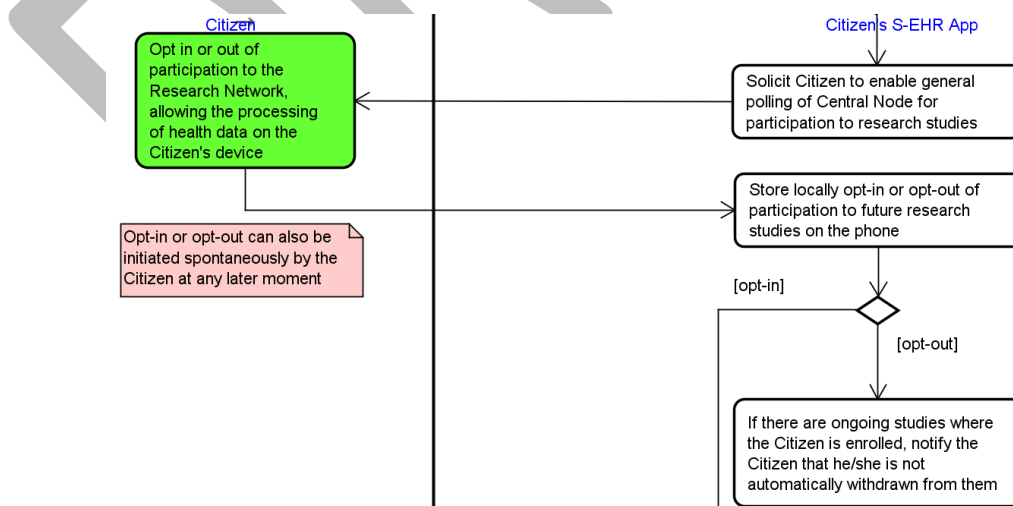 Citizen
Citizen's S-EHR App
Opt in or out of
participation to the
Research Network,
allowing the processing
of health data on the
Citizen's device
Solicit Citizen to enable general
polling of Central Node for
participation to research studies
Store locally opt-in or opt-out of
participation to future research
studies on the phone
Opt-in or opt-out can also be
initiated spontaneously by the
Citizen at any later moment
[opt-in]
[opt-out]
If there are ongoing studies where
the Citizen is enrolled, notify the
Citizen that he/she is not
automatically withdrawn from them